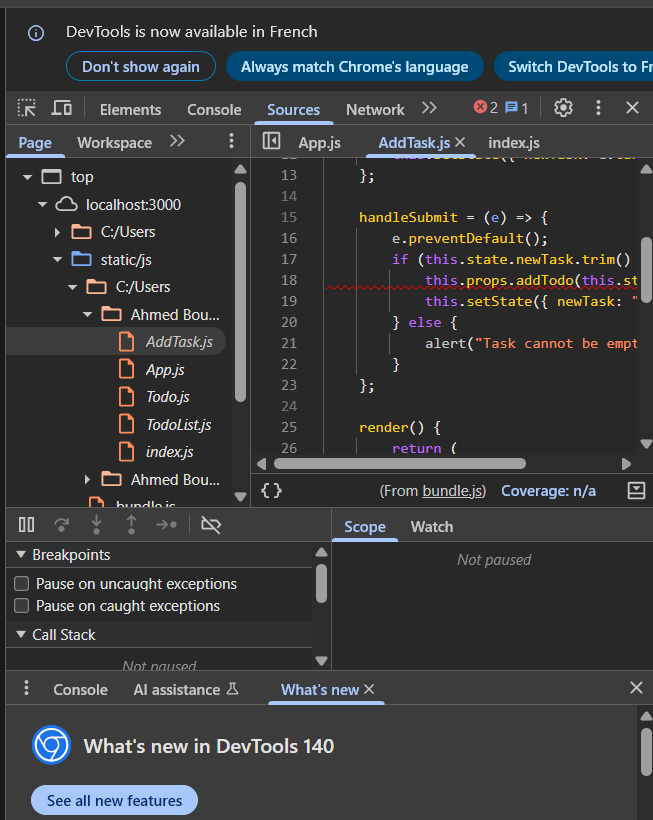 DevTools is now available in French
Don't show again
Always match Chrome's language
Switch DevTools to Fr
Elements
Console
Sources
Network
2
1
Page
Workspace
App.js
AddTask.js
index.js
top
localhost:3000
C:/Users
static/js
C:/Users
Ahmed Bou...
AddTask.js
App.js
Todo.js
TodoList.js
index.js
Ahmed Bou...
bundle.js
13 };
14
15 handleSubmit = (e) => {
16 e.preventDefault();
17 if (this.state.newTask.trim()
18 this.props.addTodo(this.st
19 this.setState({ newTask: "
20 } else {
21 alert("Task cannot be empt
22 }
23 };
24
25 render() {
26 return (
{}
(From bundle.js)
Coverage: n/a
Breakpoints
Pause on uncaught exceptions
Pause on caught exceptions
Call Stack
Not paused
Scope
Watch
Not paused
Console
AI assistance
What's new
What's new in DevTools 140
See all new features